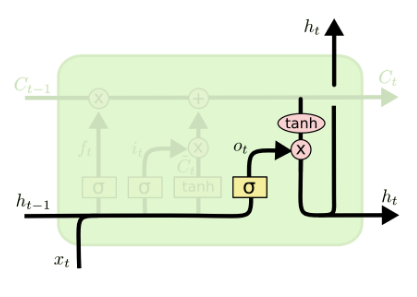 h_t
C_{t-1} × + C_t
tanh
f_t i_t × C̃_t o_t ×
σ σ tanh σ
h_{t-1} h_t
x_t